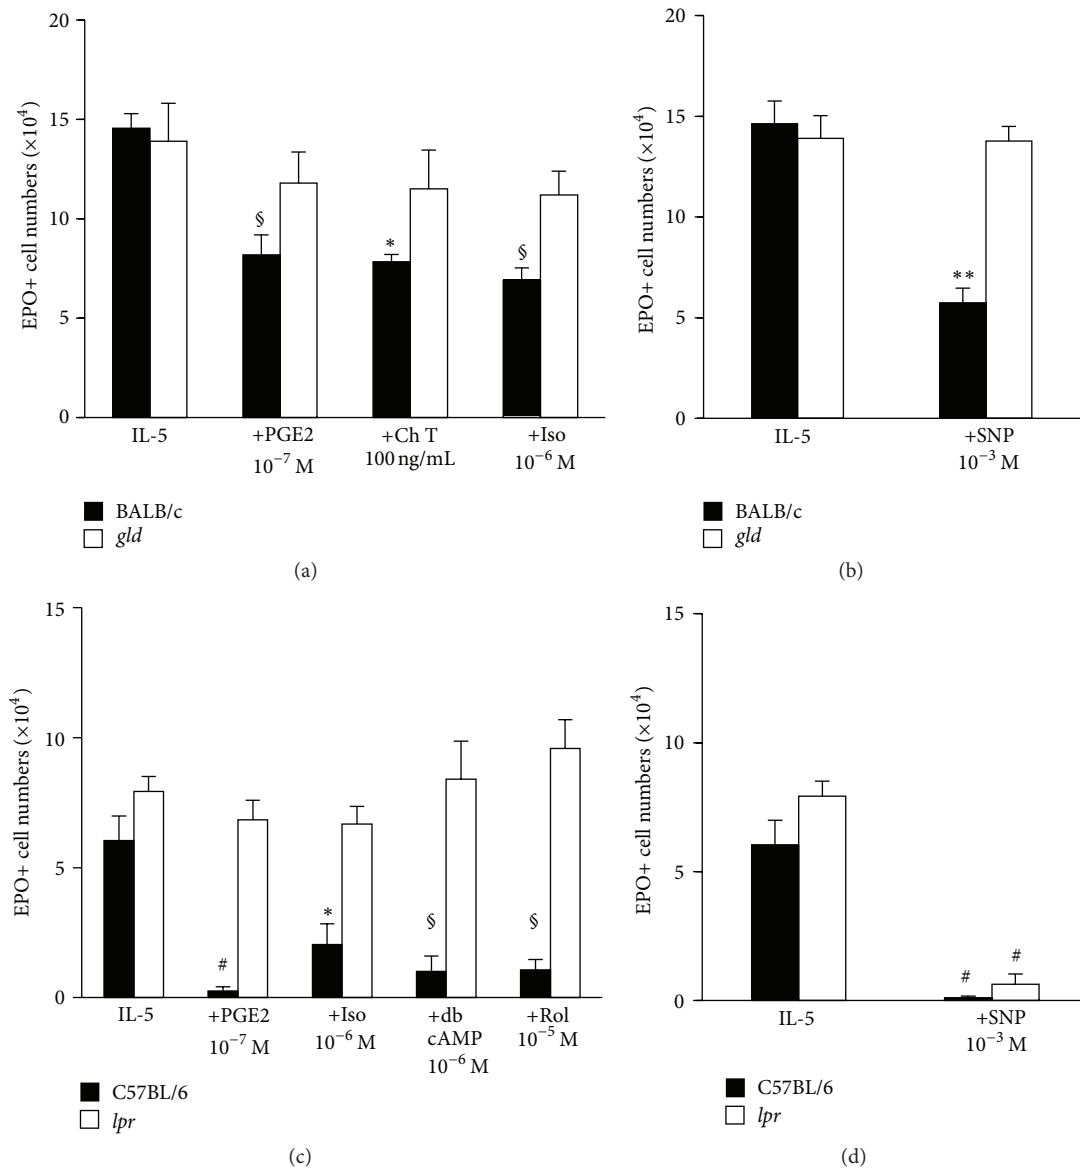 20
15
10
5
0
EPO+ cell numbers (×10⁴)
§
*
§
IL-5
+PGE2
10⁻⁷ M
+Ch T
100 ng/mL
+Iso
10⁻⁶ M
BALB/c
gld
(a)
20
15
10
5
0
EPO+ cell numbers (×10⁴)
**
IL-5
+SNP
10⁻³ M
BALB/c
gld
(b)
15
10
5
0
EPO+ cell numbers (×10⁴)
#
*
§
§
IL-5
+PGE2
10⁻⁷ M
+Iso
10⁻⁶ M
+db
cAMP
10⁻⁶ M
+Rol
10⁻⁵ M
C57BL/6
lpr
(c)
15
10
5
0
EPO+ cell numbers (×10⁴)
#
#
IL-5
+SNP
10⁻³ M
C57BL/6
lpr
(d)